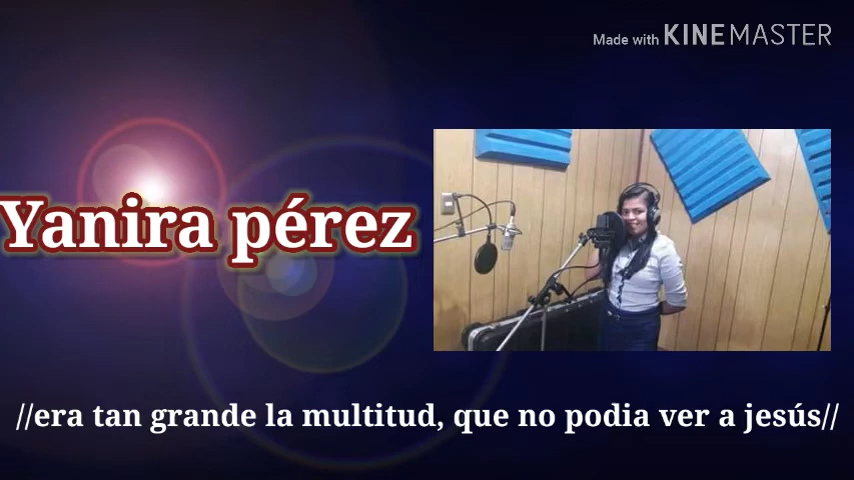 Made with KINEMASTER
Yanira pérez
//era tan grande la multitud, que no podia ver a jesús//